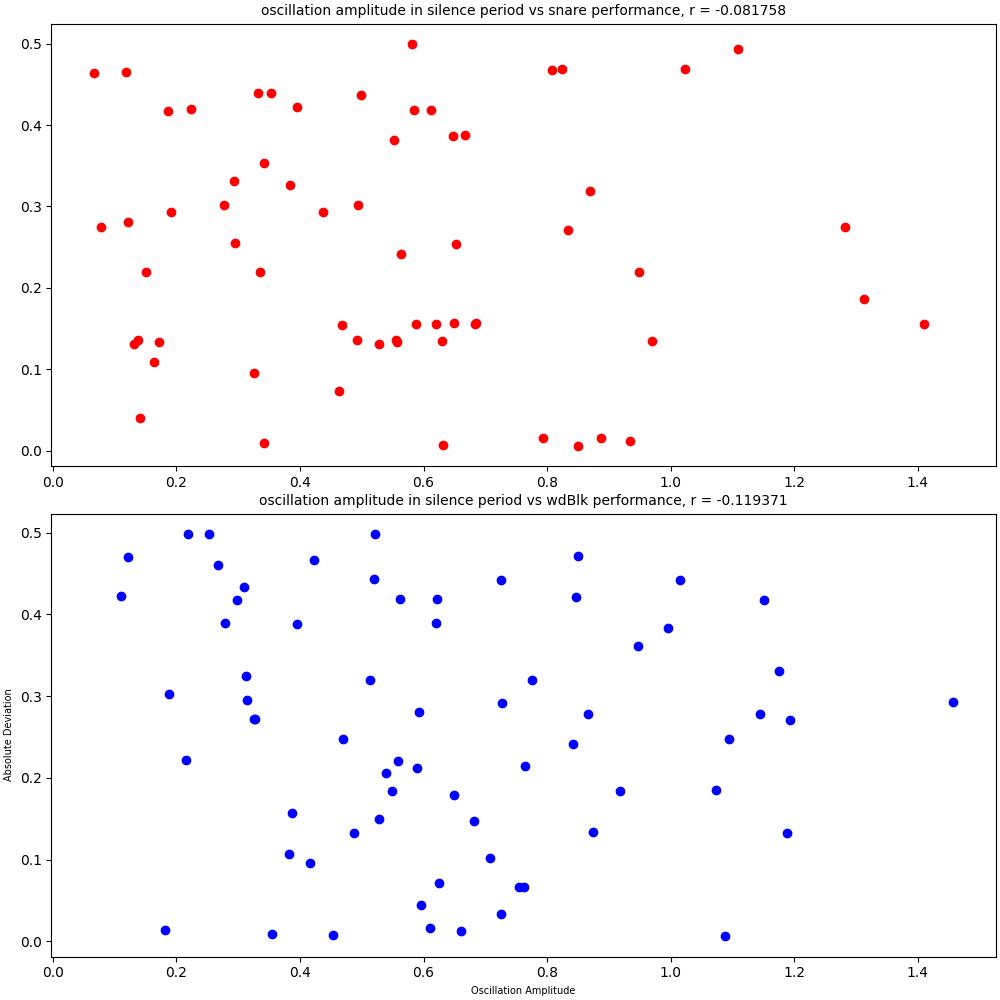 oscillation amplitude in silence period vs snare performance, r = -0.081758
0.5
0.4
0.3
0.2
0.1
0.0
0.0 0.2 0.4 0.6 0.8 1.0 1.2 1.4
oscillation amplitude in silence period vs wdBlk performance, r = -0.119371
0.5
0.4
0.3
0.2
0.1
0.0
Absolute Deviation
0.0 0.2 0.4 0.6 0.8 1.0 1.2 1.4
Oscillation Amplitude